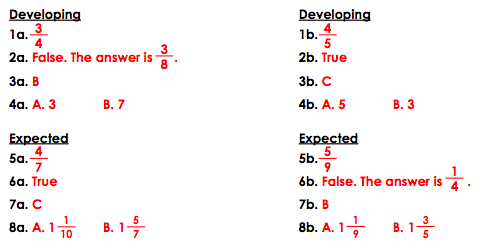 Developing
1a. 3/4
2a. False. The answer is 3/8.
3a. B
4a. A. 3 B. 7
Expected
5a. 4/7
6a. True
7a. C
8a. A. 1 1/10 B. 1 5/7
Developing
1b. 4/5
2b. True
3b. C
4b. A. 5 B. 3
Expected
5b. 5/9
6b. False. The answer is 1/4.
7b. B
8b. A. 1 1/9 B. 1 3/5